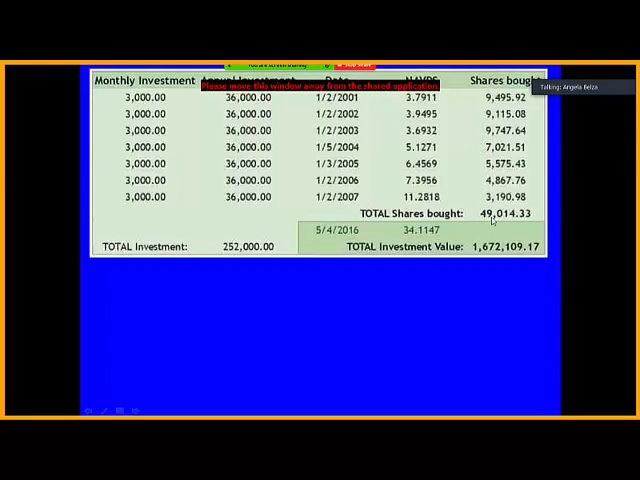 Monthly Investment Annual Investment Date NAVPS Shares bought
Please move this window away from the shared application.
Talking: Angela Belza
3,000.00 36,000.00 1/2/2001 3.7911 9,495.92
3,000.00 36,000.00 1/2/2002 3.9495 9,115.08
3,000.00 36,000.00 1/2/2003 3.6932 9,747.64
3,000.00 36,000.00 1/5/2004 5.1271 7,021.51
3,000.00 36,000.00 1/3/2005 6.4569 5,575.43
3,000.00 36,000.00 1/2/2006 7.3956 4,867.76
3,000.00 36,000.00 1/2/2007 11.2818 3,190.98
TOTAL Shares bought: 49,014.33
5/4/2016 34.1147
TOTAL Investment: 252,000.00 TOTAL Investment Value: 1,672,109.17